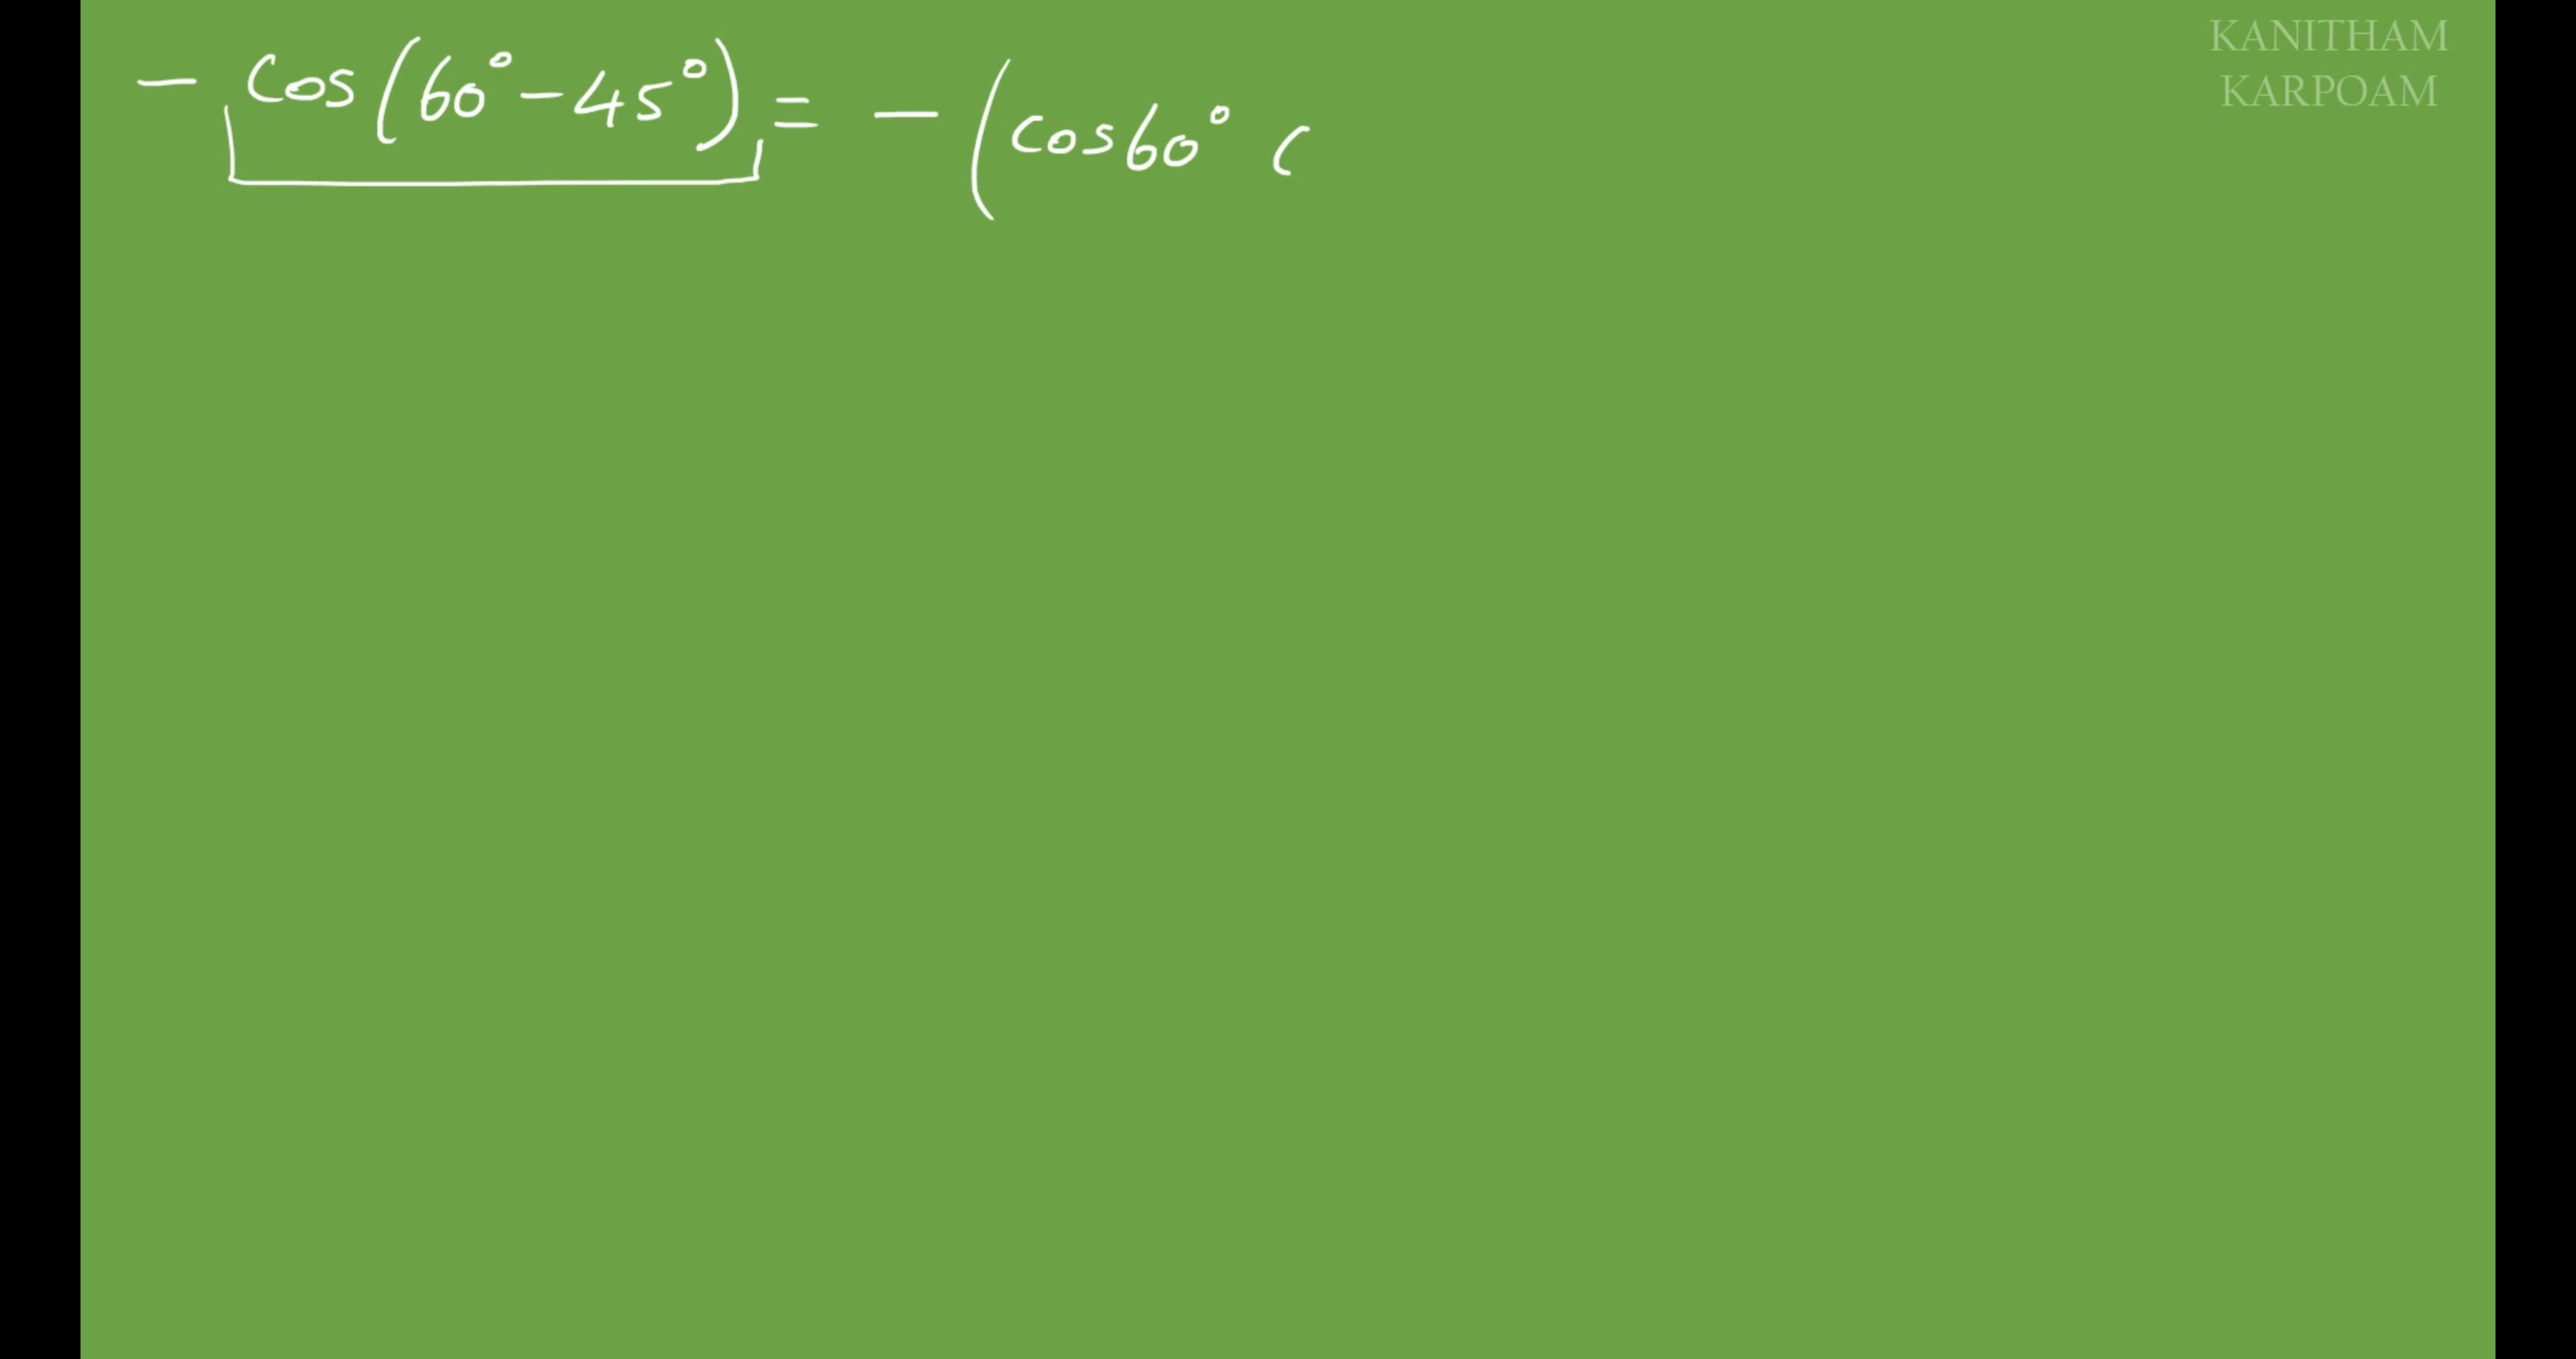 - cos(60° - 45°) = - (cos60° c
KANITHAM
KARPOAM